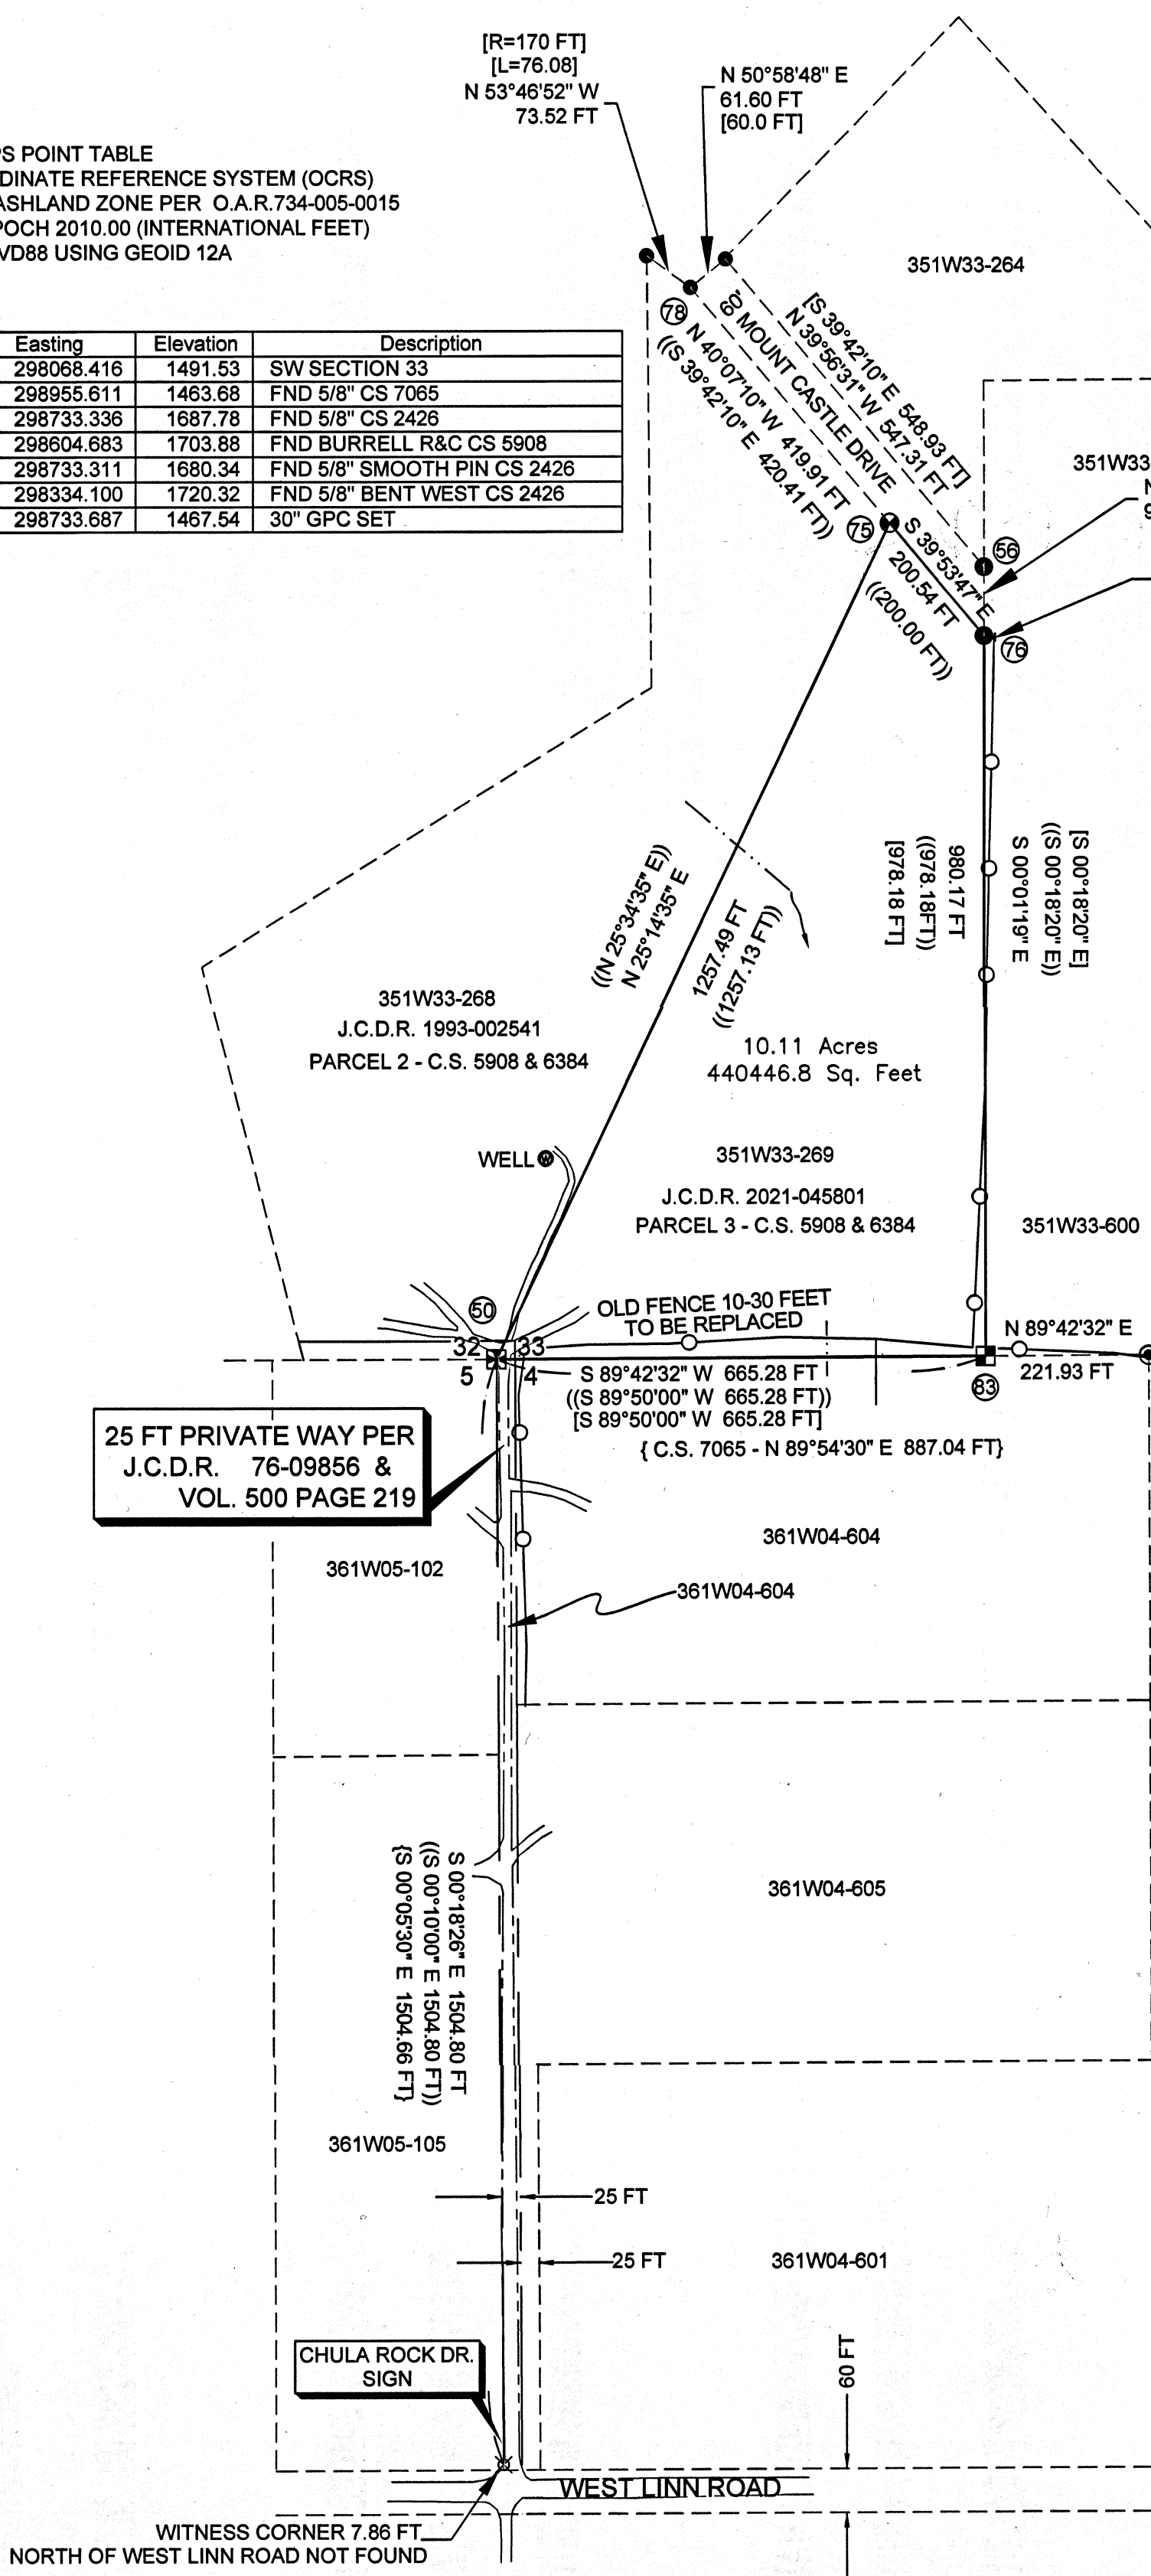 [R=170 FT]
[L=76.08]
N 53°46'52" W
73.52 FT
N 50°58'48" E
61.60 FT
[60.0 FT]
PS POINT TABLE
DINATE REFERENCE SYSTEM (OCRS)
ASHLAND ZONE PER O.A.R.734-005-0015
POCH 2010.00 (INTERNATIONAL FEET)
VD88 USING GEOID 12A
Easting Elevation Description
298068.416 1491.53 SW SECTION 33
298955.611 1463.68 FND 5/8" CS 7065
298733.336 1687.78 FND 5/8" CS 2426
298604.683 1703.88 FND BURRELL R&C CS 5908
298733.311 1680.34 FND 5/8" SMOOTH PIN CS 2426
298334.100 1720.32 FND 5/8" BENT WEST CS 2426
298733.687 1467.54 30" GPC SET
351W33-264
[S 39°42'10" E 548.93 FT]
N 39°56'31" W 547.31 FT
60' MOUNT CASTLE DRIVE
78
N 40°07'10" W 419.91 FT
((S 39°42'10" E 420.41 FT))
351W33
N
9
75
56
S 39°53'47" E
200.54 FT
((200.00 FT))
76
[S 00°18'20" E]
((S 00°18'20" E))
S 00°01'19" E
980.17 FT
((978.18FT))
[978.18 FT]
((N 25°34'35" E))
N 25°14'35" E
1257.49 FT
((1257.13 FT))
351W33-268
J.C.D.R. 1993-002541
PARCEL 2 - C.S. 5908 & 6384
10.11 Acres
440446.8 Sq. Feet
WELL W
351W33-269
J.C.D.R. 2021-045801
PARCEL 3 - C.S. 5908 & 6384
351W33-600
50
OLD FENCE 10-30 FEET
TO BE REPLACED
32 33
5 4
N 89°42'32" E
221.93 FT
83
S 89°42'32" W 665.28 FT
((S 89°50'00" W 665.28 FT))
[S 89°50'00" W 665.28 FT]
{ C.S. 7065 - N 89°54'30" E 887.04 FT}
25 FT PRIVATE WAY PER
J.C.D.R. 76-09856 &
VOL. 500 PAGE 219
361W05-102
361W04-604
361W04-604
S 00°18'26" E 1504.80 FT
((S 00°10'00" E 1504.80 FT))
{S 00°05'30" E 1504.66 FT}
361W04-605
361W05-105
25 FT
25 FT
361W04-601
60 FT
CHULA ROCK DR.
SIGN
WEST LINN ROAD
WITNESS CORNER 7.86 FT
NORTH OF WEST LINN ROAD NOT FOUND